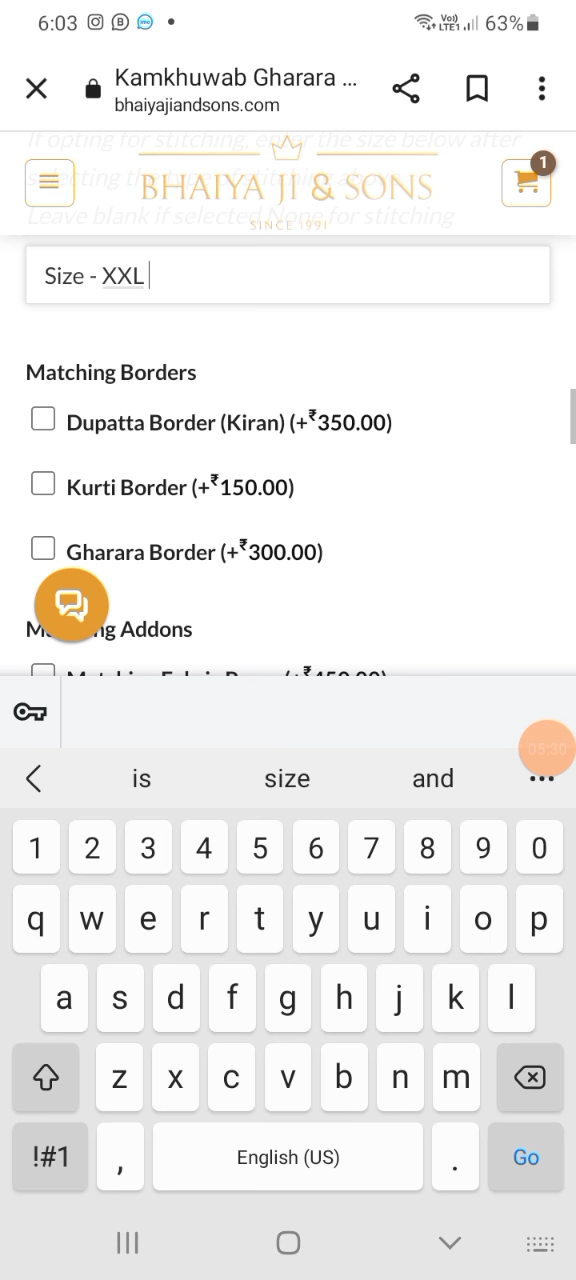 6:03 63%
Kamkhuwab Gharara ...
bhaiyajiandsons.com
If opting for stitching, enter the size below after
BHAIYA JI & SONS
1
Leave blank if selected None for stitching
SINCE 1991
Size - XXL
Matching Borders
Dupatta Border (Kiran) (+₹350.00)
Kurti Border (+₹150.00)
Gharara Border (+₹300.00)
Addons
05:30
is size and
1 2 3 4 5 6 7 8 9 0
q w e r t y u i o p
a s d f g h j k l
z x c v b n m
!#1 , English (US) . Go